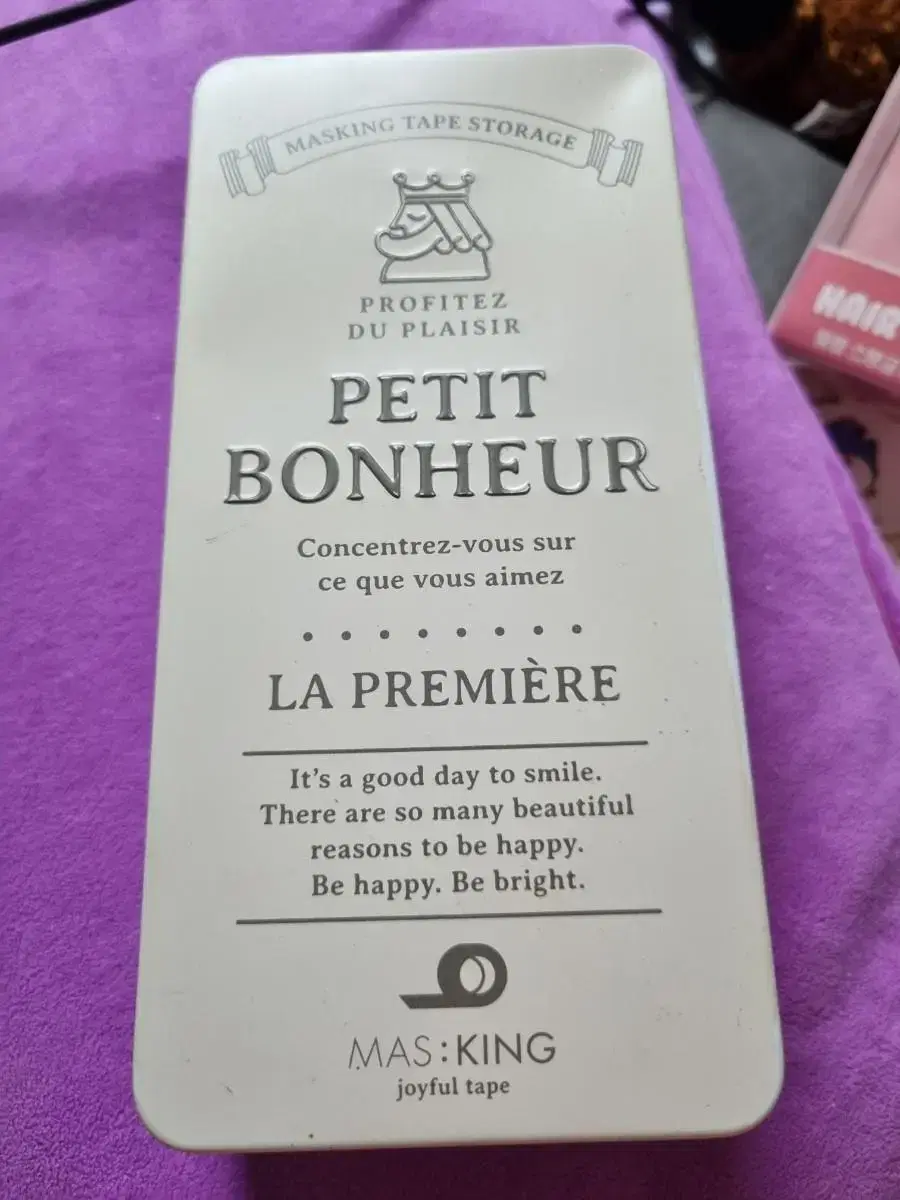 MASKING TAPE STORAGE
PROFITEZ
DU PLAISIR
PETIT
BONHEUR
Concentrez-vous sur
ce que vous aimez
LA PREMIÈRE
It's a good day to smile.
There are so many beautiful
reasons to be happy.
Be happy. Be bright.
MAS:KING
joyful tape
HAIR